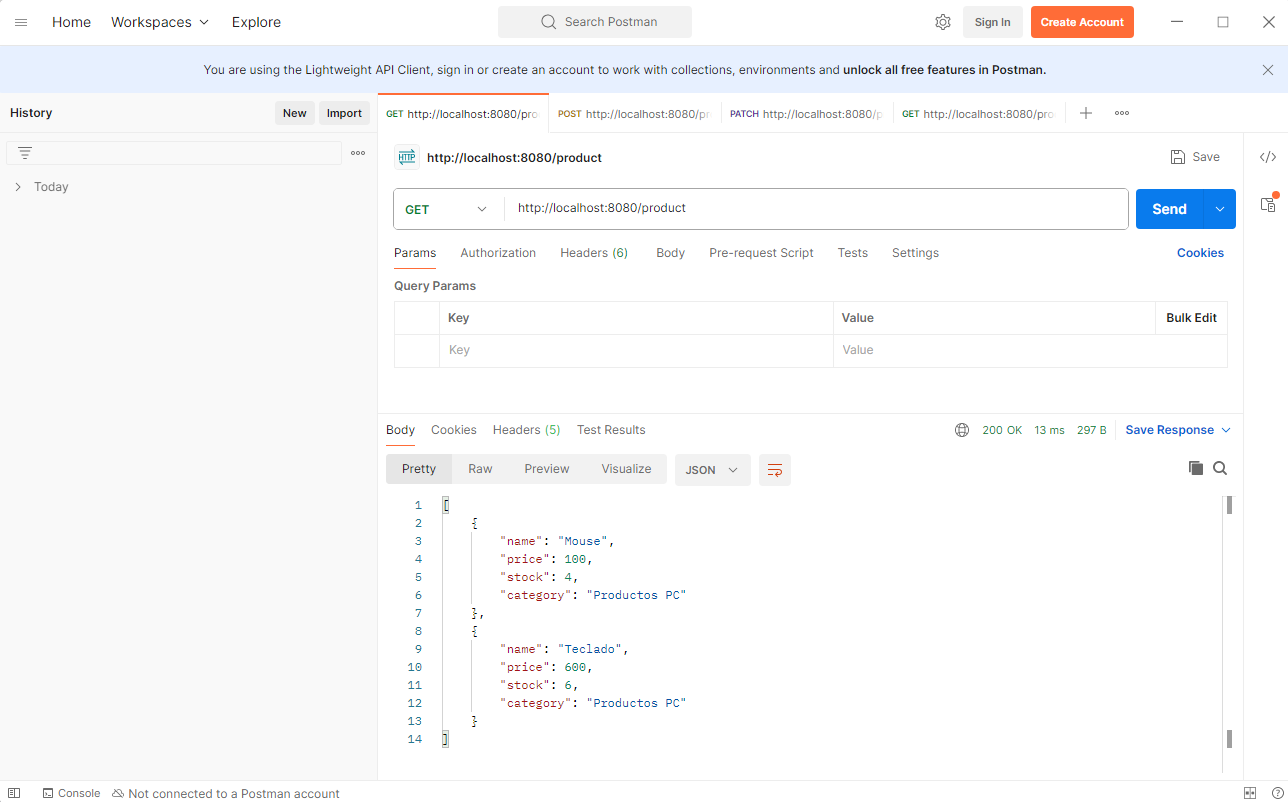 Home Workspaces Explore Search Postman Sign In Create Account
You are using the Lightweight API Client, sign in or create an account to work with collections, environments and unlock all free features in Postman.
History New Import GET http://localhost:8080/pro POST http://localhost:8080/pr PATCH http://localhost:8080/p GET http://localhost:8080/pro
HTTP http://localhost:8080/product Save
Today
GET http://localhost:8080/product Send
Params Authorization Headers (6) Body Pre-request Script Tests Settings Cookies
Query Params
Key Value Bulk Edit
Key Value
Body Cookies Headers (5) Test Results 200 OK 13 ms 297 B Save Response
Pretty Raw Preview Visualize JSON
1 [
2 {
3 "name": "Mouse",
4 "price": 100,
5 "stock": 4,
6 "category": "Productos PC"
7 },
8 {
9 "name": "Teclado",
10 "price": 600,
11 "stock": 6,
12 "category": "Productos PC"
13 }
14 ]
Console Not connected to a Postman account